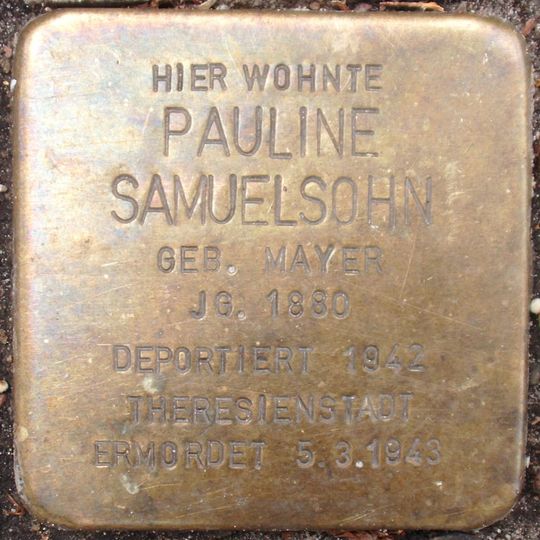 HIER WOHNTE
PAULINE
SAMUELSOHN
GEB. MAYER
JG. 1880
DEPORTIERT 1942
THERESIENSTADT
ERMORDET 5.3.1943